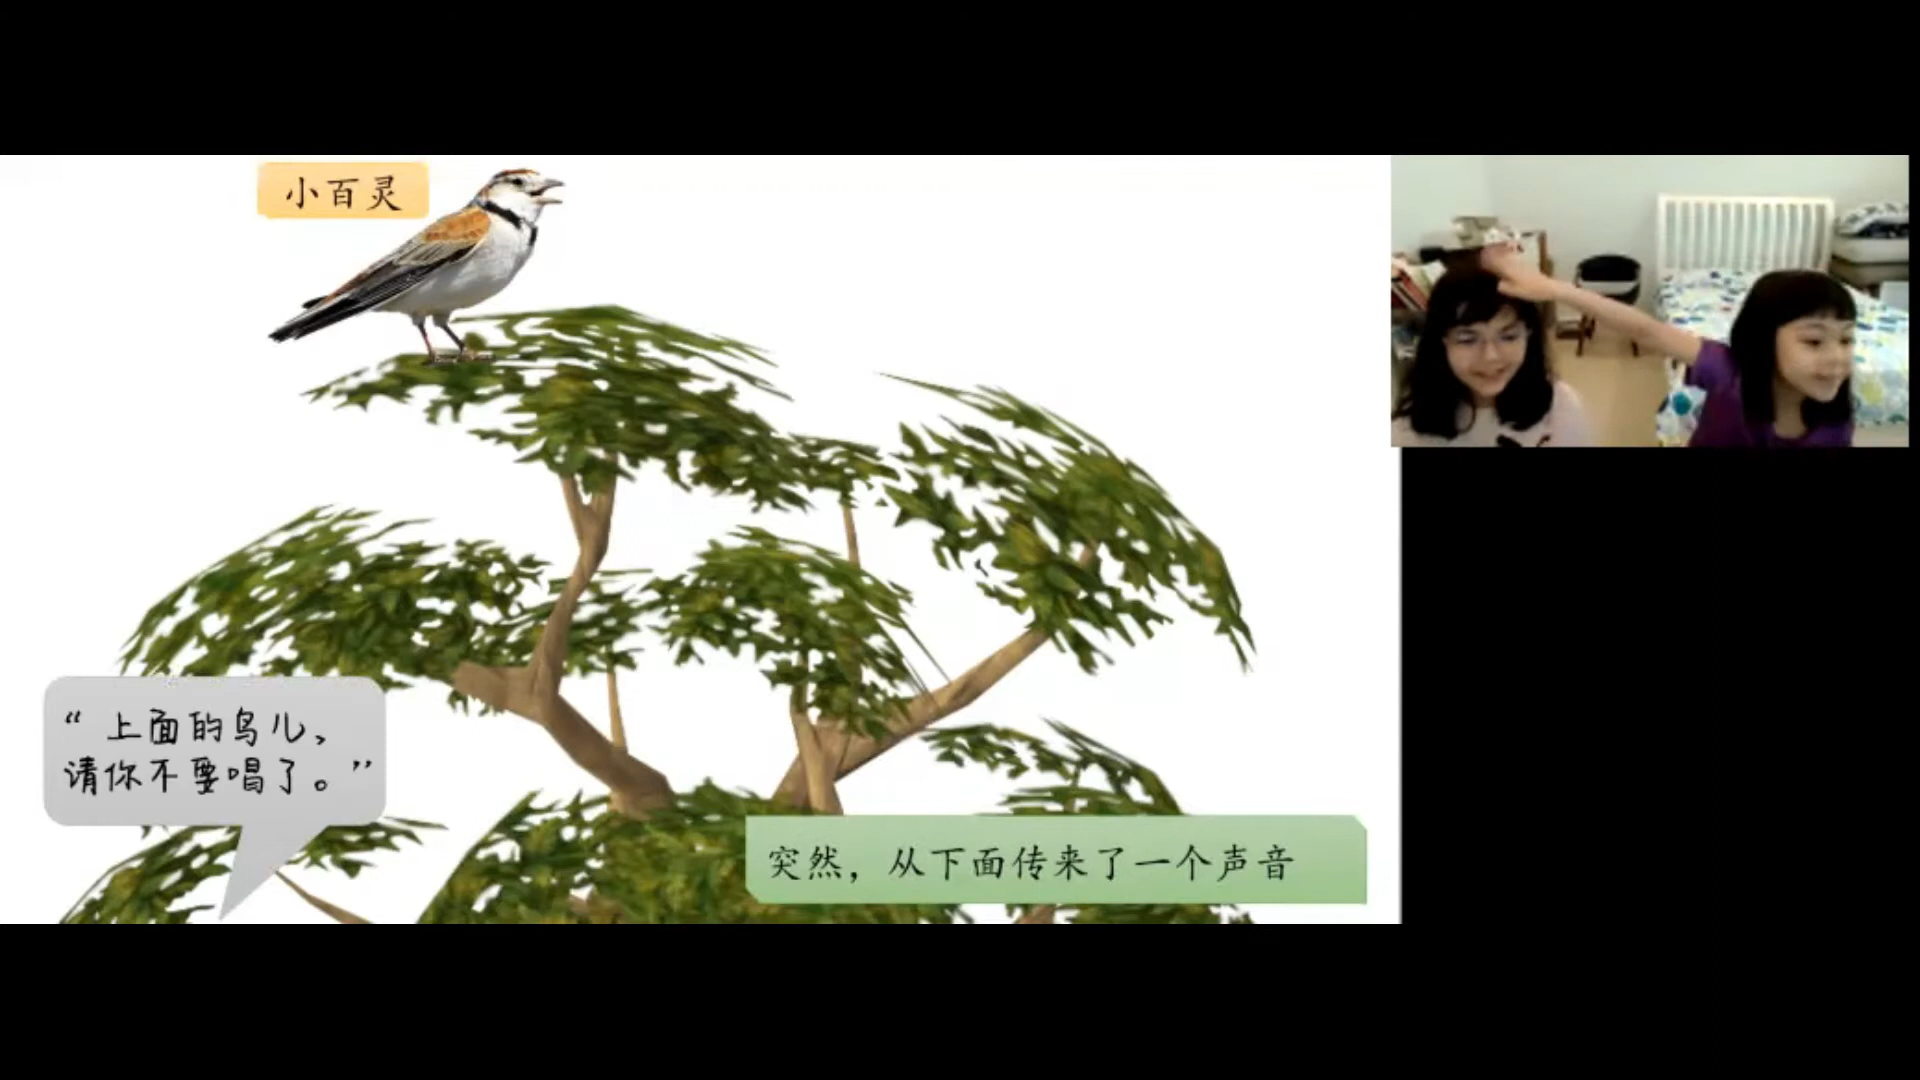 小百灵
“上面的鸟儿、
请你不要唱了。”
突然，从下面传来了一个声音